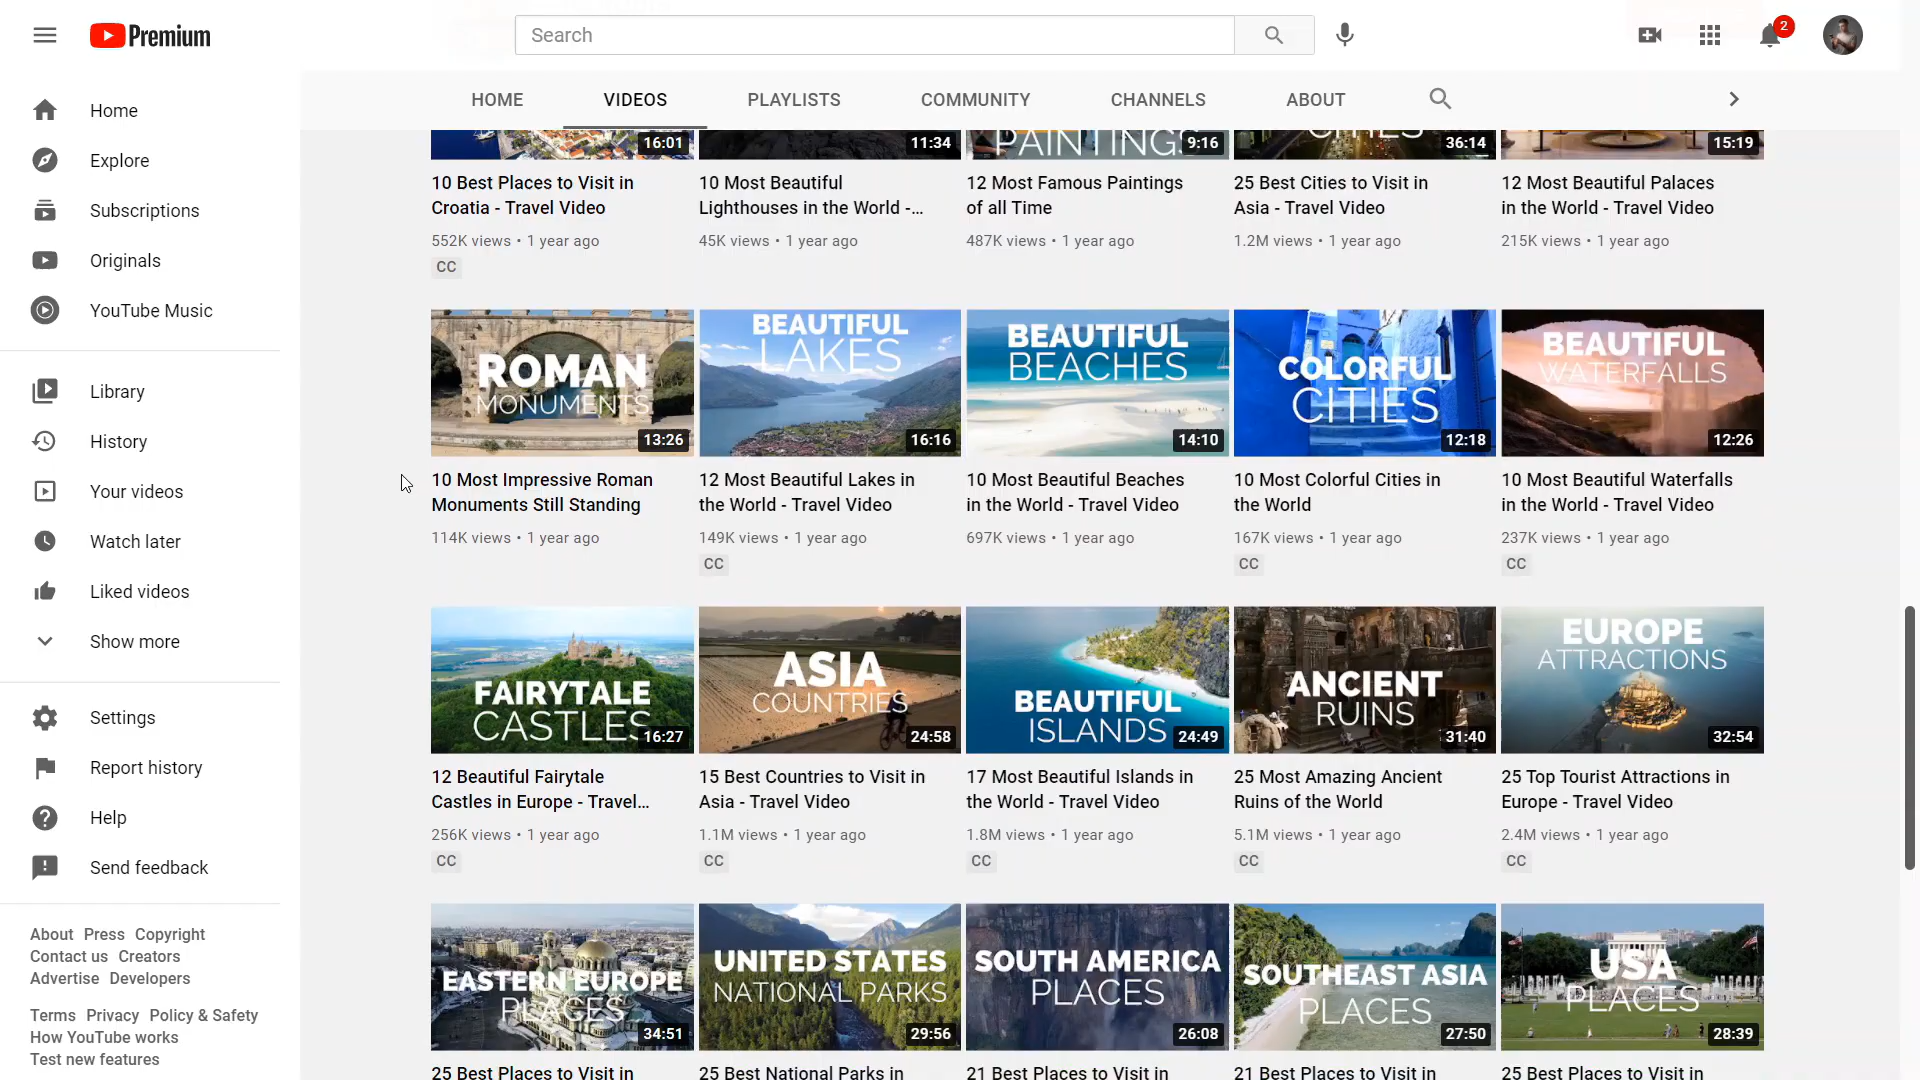 Premium
Search
2
HOME VIDEOS PLAYLISTS COMMUNITY CHANNELS ABOUT
Home
Explore
Subscriptions
Originals
YouTube Music
Library
History
Your videos
Watch later
Liked videos
Show more
Settings
Report history
Help
Send feedback
About Press Copyright
Contact us Creators
Advertise Developers
Terms Privacy Policy & Safety
How YouTube works
Test new features
16:01
10 Best Places to Visit in
Croatia - Travel Video
552K views • 1 year ago
CC
11:34
10 Most Beautiful
Lighthouses in the World -...
45K views • 1 year ago
PAINTINGS
9:16
12 Most Famous Paintings
of all Time
487K views • 1 year ago
CITIES
36:14
25 Best Cities to Visit in
Asia - Travel Video
1.2M views • 1 year ago
15:19
12 Most Beautiful Palaces
in the World - Travel Video
215K views • 1 year ago
ROMAN
MONUMENTS
13:26
10 Most Impressive Roman
Monuments Still Standing
114K views • 1 year ago
BEAUTIFUL
LAKES
16:16
12 Most Beautiful Lakes in
the World - Travel Video
149K views • 1 year ago
CC
BEAUTIFUL
BEACHES
14:10
10 Most Beautiful Beaches
in the World - Travel Video
697K views • 1 year ago
COLORFUL
CITIES
12:18
10 Most Colorful Cities in
the World
167K views • 1 year ago
CC
BEAUTIFUL
WATERFALLS
12:26
10 Most Beautiful Waterfalls
in the World - Travel Video
237K views • 1 year ago
CC
FAIRYTALE
CASTLES
16:27
12 Beautiful Fairytale
Castles in Europe - Travel...
256K views • 1 year ago
CC
ASIA
COUNTRIES
24:58
15 Best Countries to Visit in
Asia - Travel Video
1.1M views • 1 year ago
CC
BEAUTIFUL
ISLANDS
24:49
17 Most Beautiful Islands in
the World - Travel Video
1.8M views • 1 year ago
CC
ANCIENT
RUINS
31:40
25 Most Amazing Ancient
Ruins of the World
5.1M views • 1 year ago
CC
EUROPE
ATTRACTIONS
32:54
25 Top Tourist Attractions in
Europe - Travel Video
2.4M views • 1 year ago
CC
EASTERN EUROPE
PLACES
34:51
25 Best Places to Visit in
UNITED STATES
NATIONAL PARKS
29:56
25 Best National Parks in
SOUTH AMERICA
PLACES
26:08
21 Best Places to Visit in
SOUTHEAST ASIA
PLACES
27:50
21 Best Places to Visit in
USA
PLACES
28:39
25 Best Places to Visit in